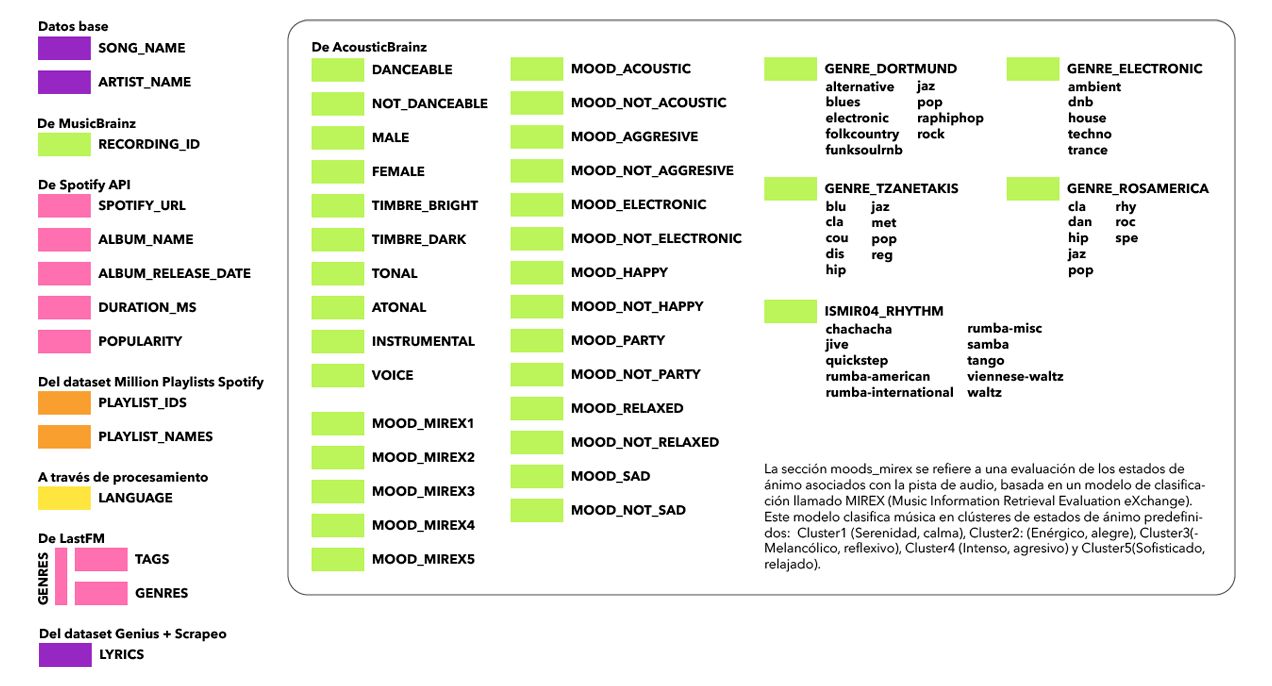 Datos base
SONG_NAME
ARTIST_NAME
De MusicBrainz
RECORDING_ID
De Spotify API
SPOTIFY_URL
ALBUM_NAME
ALBUM_RELEASE_DATE
DURATION_MS
POPULARITY
Del dataset Million Playlists Spotify
PLAYLIST_IDS
PLAYLIST_NAMES
A través de procesamiento
LANGUAGE
De LastFM
GENRES
TAGS
GENRES
Del dataset Genius + Scrapeo
LYRICS
De AcousticBrainz
DANCEABLE
NOT_DANCEABLE
MALE
FEMALE
TIMBRE_BRIGHT
TIMBRE_DARK
TONAL
ATONAL
INSTRUMENTAL
VOICE
MOOD_MIREX1
MOOD_MIREX2
MOOD_MIREX3
MOOD_MIREX4
MOOD_MIREX5
MOOD_ACOUSTIC
MOOD_NOT_ACOUSTIC
MOOD_AGGRESIVE
MOOD_NOT_AGGRESIVE
MOOD_ELECTRONIC
MOOD_NOT_ELECTRONIC
MOOD_HAPPY
MOOD_NOT_HAPPY
MOOD_PARTY
MOOD_NOT_PARTY
MOOD_RELAXED
MOOD_NOT_RELAXED
MOOD_SAD
MOOD_NOT_SAD
GENRE_DORTMUND
alternative
blues
electronic
folkcountry
funksoulrnb
jaz
pop
raphiphop
rock
GENRE_ELECTRONIC
ambient
dnb
house
techno
trance
GENRE_TZANETAKIS
blu
cla
cou
dis
hip
jaz
met
pop
reg
GENRE_ROSAMERICA
cla
dan
hip
jaz
pop
rhy
roc
spe
ISMIR04_RHYTHM
chachacha
jive
quickstep
rumba-american
rumba-international
rumba-misc
samba
tango
viennese-waltz
waltz
La sección moods_mirex se refiere a una evaluación de los estados de
ánimo asociados con la pista de audio, basada en un modelo de clasifica-
ción llamado MIREX (Music Information Retrieval Evaluation eXchange).
Este modelo clasifica música en clústeres de estados de ánimo predefini-
dos:  Cluster1 (Serenidad, calma), Cluster2: (Enérgico, alegre), Cluster3(-
Melancólico, reflexivo), Cluster4 (Intenso, agresivo) y Cluster5(Sofisticado,
relajado).